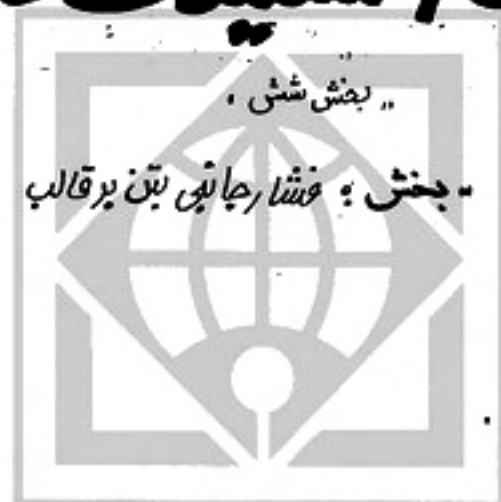 „ بخش شش „
- بخش : فشار جانبی بتن بر قالب